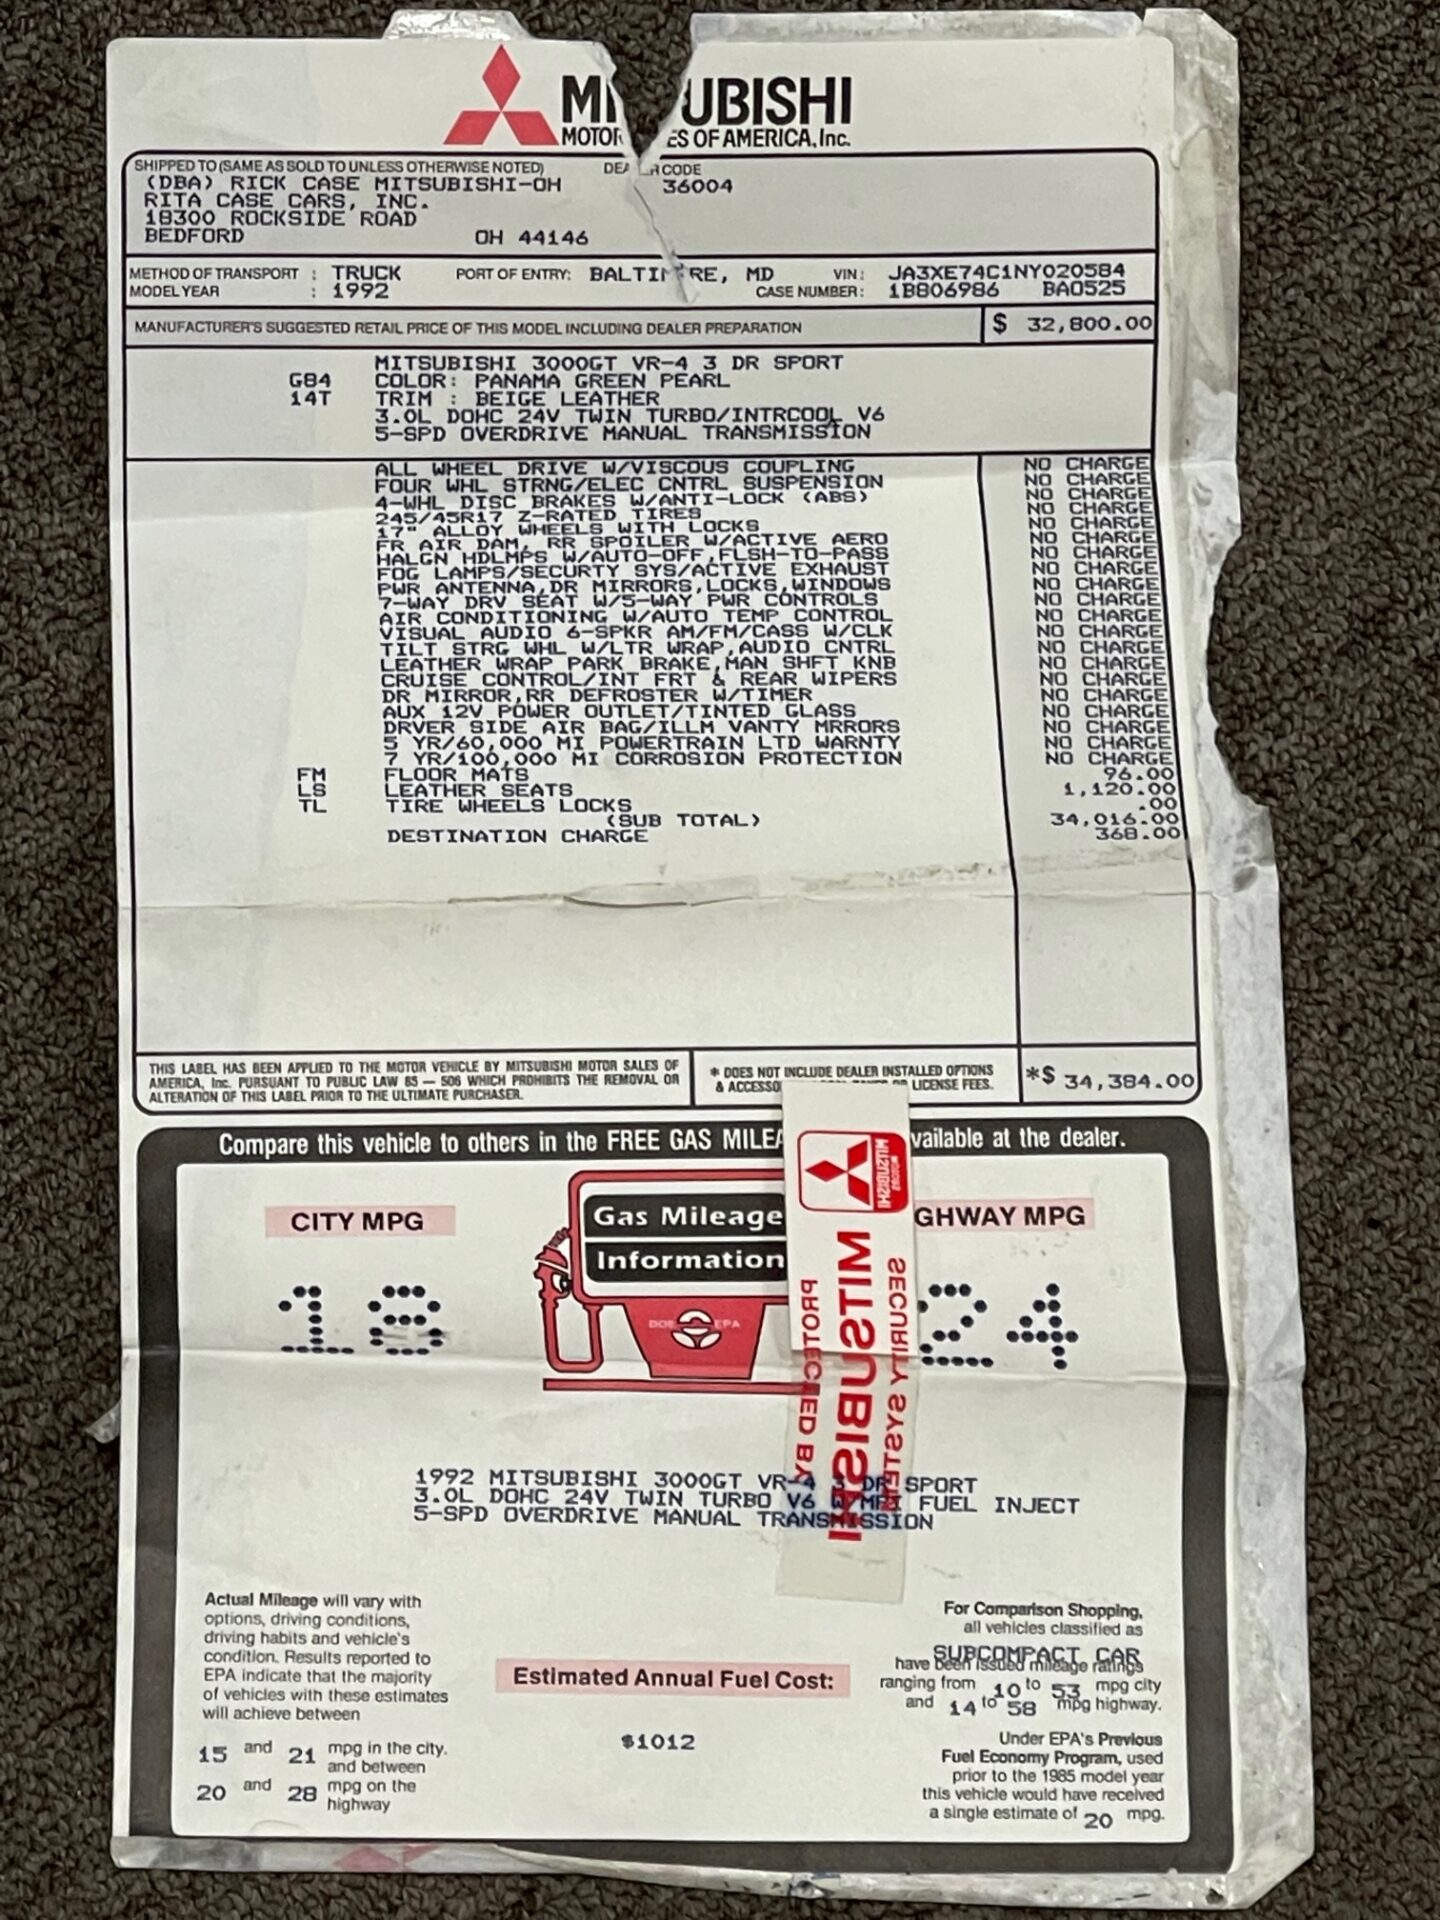 MI UBISHI
MOTOR ES OF AMERICA, Inc.
SHIPPED TO (SAME AS SOLD TO UNLESS OTHERWISE NOTED) DEA ER CODE
(DBA) RICK CASE MITSUBISHI-OH 36004
RITA CASE CARS, INC.
18300 ROCKSIDE ROAD
BEDFORD OH 44146
METHOD OF TRANSPORT : TRUCK PORT OF ENTRY: BALTIMORE, MD VIN: JA3XE74C1NY020584
MODEL YEAR : 1992 CASE NUMBER: 1B806986 BA0525
MANUFACTURER'S SUGGESTED RETAIL PRICE OF THIS MODEL INCLUDING DEALER PREPARATION $ 32,800.00
MITSUBISHI 3000GT VR-4 3 DR SPORT
G84 COLOR: PANAMA GREEN PEARL
14T TRIM : BEIGE LEATHER
3.0L DOHC 24V TWIN TURBO/INTRCOOL V6
5-SPD OVERDRIVE MANUAL TRANSMISSION
ALL WHEEL DRIVE W/VISCOUS COUPLING NO CHARGE
FOUR WHL STRNG/ELEC CNTRL SUSPENSION NO CHARGE
4-WHL DISC BRAKES W/ANTI-LOCK (ABS) NO CHARGE
245/45R17 Z-RATED TIRES NO CHARGE
17" ALLOY WHEELS WITH LOCKS NO CHARGE
FR AIR DAM, RR SPOILER W/ACTIVE AERO NO CHARGE
HALGN HDLMPS W/AUTO-OFF,FLSH-TO-PASS NO CHARGE
FOG LAMPS/SECURTY SYS/ACTIVE EXHAUST NO CHARGE
PWR ANTENNA,DR MIRRORS,LOCKS,WINDOWS NO CHARGE
7-WAY DRV SEAT W/5-WAY PWR CONTROLS NO CHARGE
AIR CONDITIONING W/AUTO TEMP CONTROL NO CHARGE
VISUAL AUDIO 6-SPKR AM/FM/CASS W/CLK NO CHARGE
TILT STRG WHL W/LTR WRAP,AUDIO CNTRL NO CHARGE
LEATHER WRAP PARK BRAKE,MAN SHFT KNB NO CHARGE
CRUISE CONTROL/INT FRT & REAR WIPERS NO CHARGE
DR MIRROR,RR DEFROSTER W/TIMER NO CHARGE
AUX 12V POWER OUTLET/TINTED GLASS NO CHARGE
DRVER SIDE AIR BAG/ILLM VANTY MRRORS NO CHARGE
5 YR/60,000 MI POWERTRAIN LTD WARNTY NO CHARGE
7 YR/100,000 MI CORROSION PROTECTION NO CHARGE
FM FLOOR MATS 96.00
LS LEATHER SEATS 1,120.00
TL TIRE WHEELS LOCKS .00
(SUB TOTAL) 34,016.00
DESTINATION CHARGE 368.00
THIS LABEL HAS BEEN APPLIED TO THE MOTOR VEHICLE BY MITSUBISHI MOTOR SALES OF
AMERICA, Inc. PURSUANT TO PUBLIC LAW 85 — 506 WHICH PROHIBITS THE REMOVAL OR
ALTERATION OF THIS LABEL PRIOR TO THE ULTIMATE PURCHASER.
* DOES NOT INCLUDE DEALER INSTALLED OPTIONS
& ACCESSO OR LICENSE FEES.
*$ 34,384.00
Compare this vehicle to others in the FREE GAS MILEA vailable at the dealer.
CITY MPG
18
Gas Mileage
Information
DOE EPA
GHWAY MPG
24
MITSUBISHI
MOTORS
PROTECTED BY
MITSUBISHI
SECURITY SYSTEM
1992 MITSUBISHI 3000GT VR-4 3 DR SPORT
3.0L DOHC 24V TWIN TURBO V6 W/MPI FUEL INJECT
5-SPD OVERDRIVE MANUAL TRANSMISSION
Actual Mileage will vary with
options, driving conditions,
driving habits and vehicle's
condition. Results reported to
EPA indicate that the majority
of vehicles with these estimates
will achieve between
15 and 21 mpg in the city.
and between
20 and 28 mpg on the
highway
Estimated Annual Fuel Cost:
$1012
For Comparison Shopping,
all vehicles classified as
SUBCOMPACT CAR
have been issued mileage ratings
ranging from 10 to 53 mpg city
and 14 to 58 mpg highway.
Under EPA's Previous
Fuel Economy Program, used
prior to the 1985 model year
this vehicle would have received
a single estimate of 20 mpg.